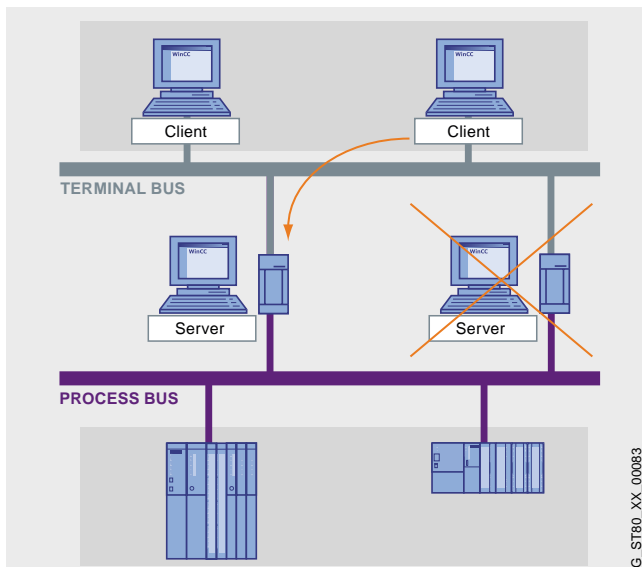 WinCC
WinCC
Client
Client
TERMINAL BUS
WinCC
WinCC
Server
Server
PROCESS BUS
G_ST80_XX_00083